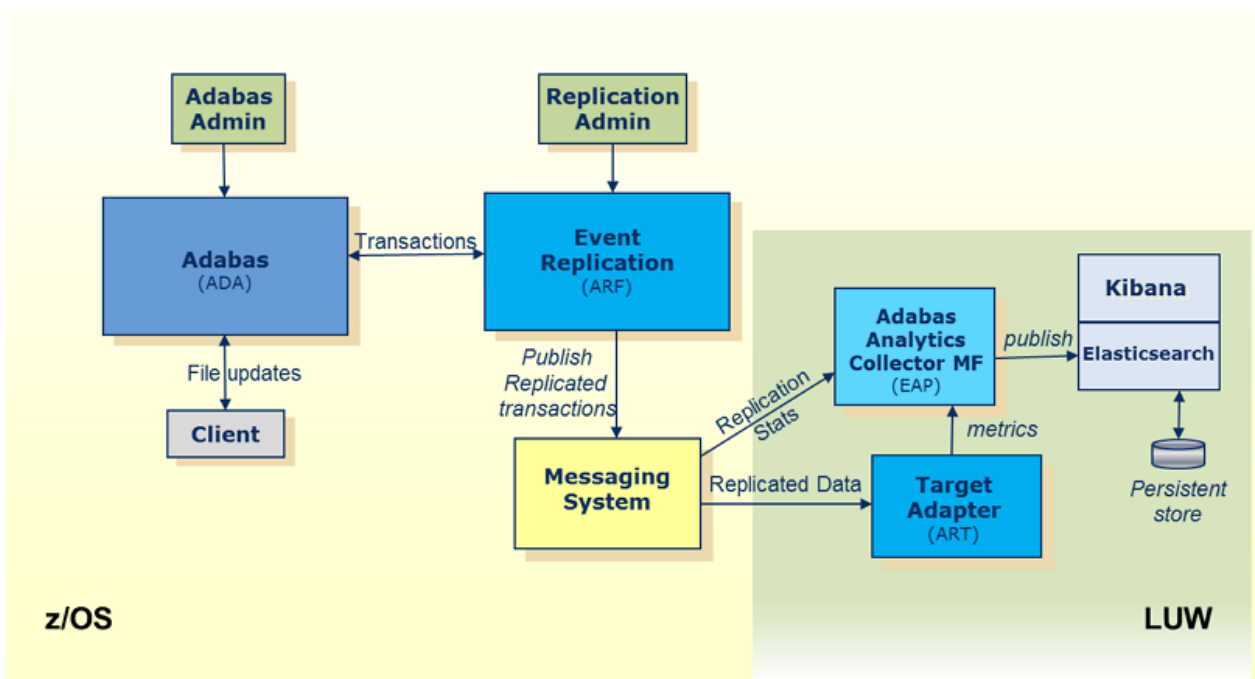 Adabas
Admin
Replication
Admin
Adabas
(ADA)
Transactions
Event
Replication
(ARF)
File updates
Client
Publish
Replicated
transactions
Messaging
System
Replication
Stats
Replicated Data
Adabas
Analytics
Collector MF
(EAP)
metrics
Target
Adapter
(ART)
publish
Kibana
Elasticsearch
Persistent
store
z/OS
LUW